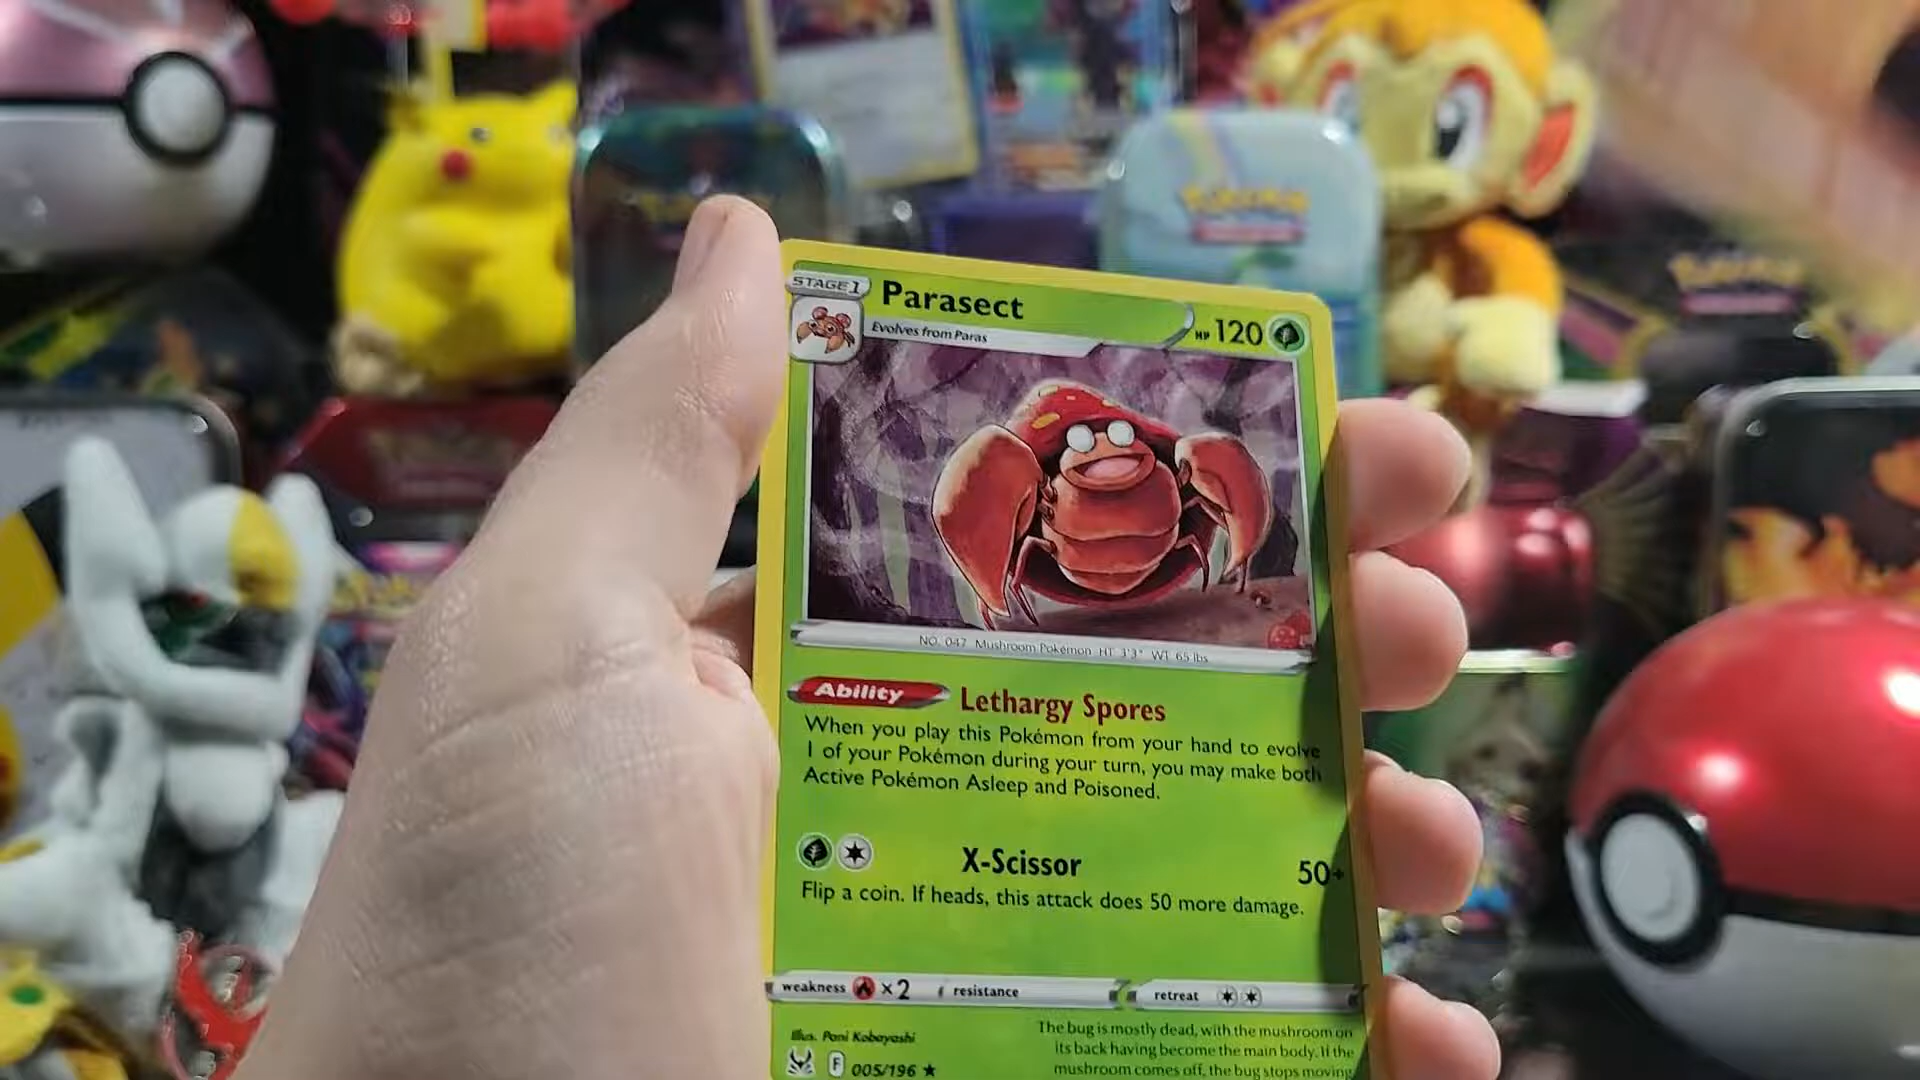 STAGE 1
Parasect
HP 120
Evolves from Paras
NO. 047 Mushroom Pokémon HT 3'3" WT 65 lbs
Ability Lethargy Spores
When you play this Pokémon from your hand to evolve
1 of your Pokémon during your turn, you may make both
Active Pokémon Asleep and Poisoned.
X-Scissor 50+
Flip a coin. If heads, this attack does 50 more damage.
weakness ×2 resistance retreat
Illus. Pani Kobayashi
F 005/196 ★
The bug is mostly dead, with the mushroom on
its back having become the main body. If the
mushroom comes off, the bug stops moving
Pokémon
Pokémon